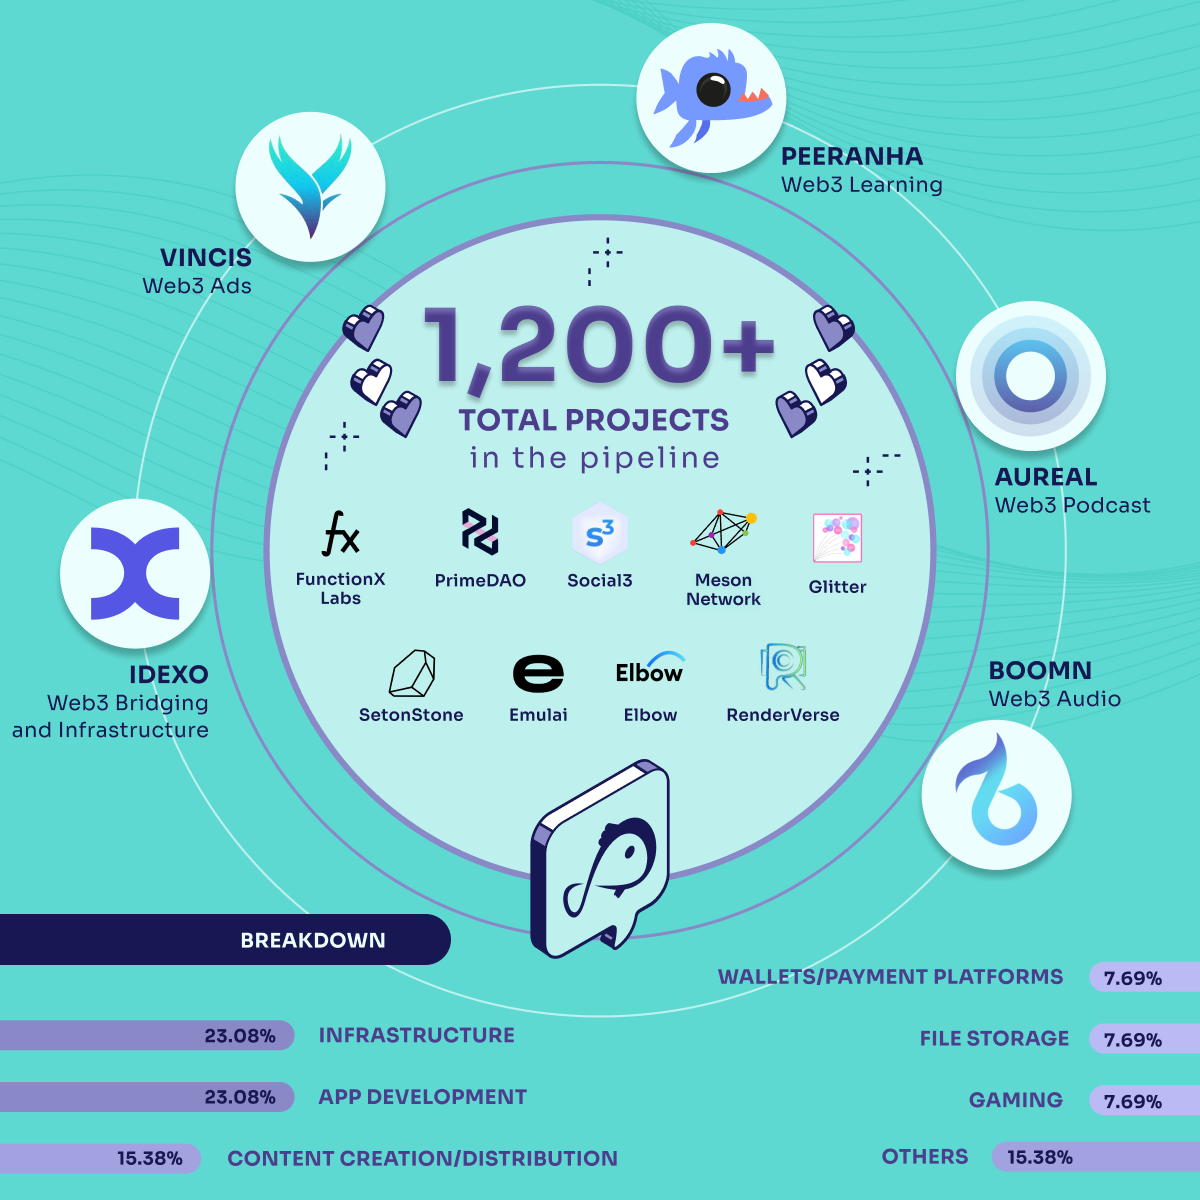 PEERANHA
Web3 Learning
VINCIS
Web3 Ads
1,200+
TOTAL PROJECTS
in the pipeline
AUREAL
Web3 Podcast
fx
FunctionX
Labs
PrimeDAO
S3
Social3
Meson
Network
Glitter
IDEXO
Web3 Bridging
and Infrastructure
BOOMN
Web3 Audio
SetonStone
e
Emulai
Elbow
Elbow
R
RenderVerse
BREAKDOWN
23.08% INFRASTRUCTURE
23.08% APP DEVELOPMENT
15.38% CONTENT CREATION/DISTRIBUTION
WALLETS/PAYMENT PLATFORMS 7.69%
FILE STORAGE 7.69%
GAMING 7.69%
OTHERS 15.38%